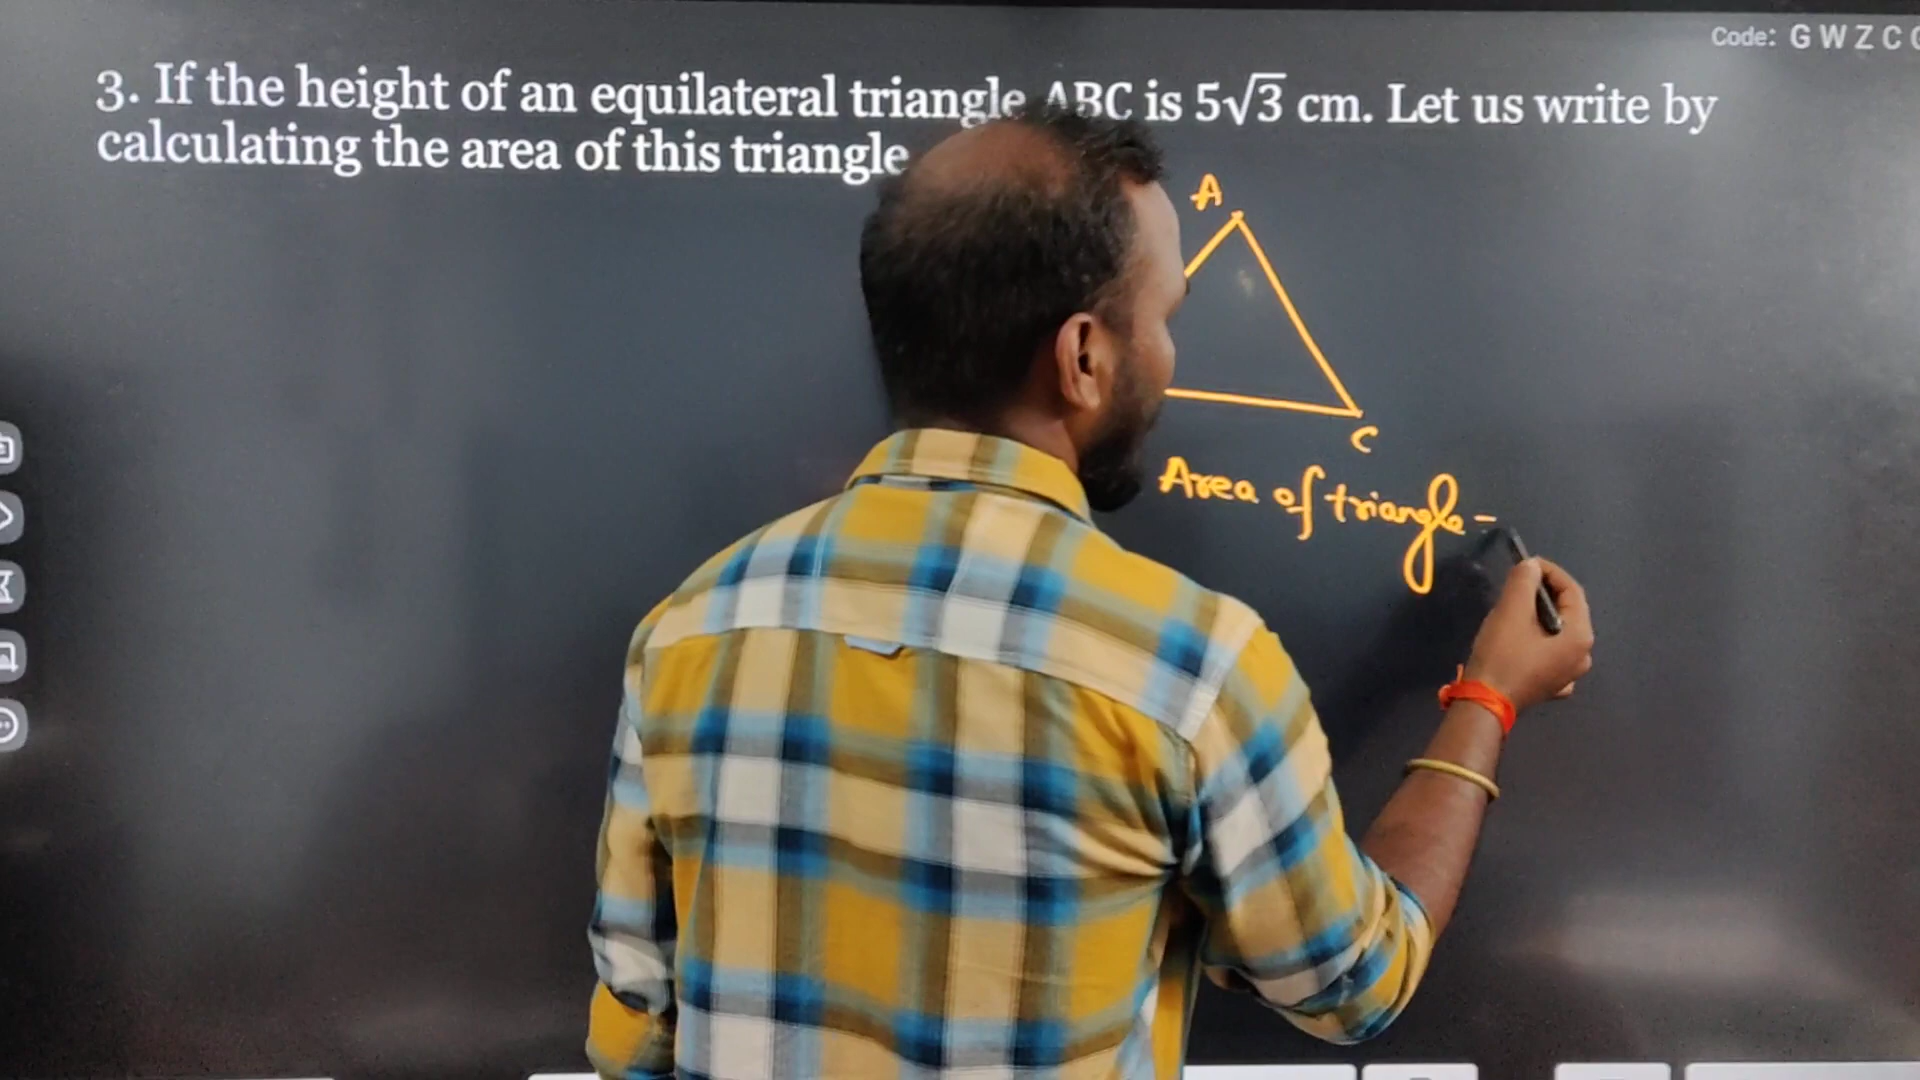 Code: G W Z C
3. If the height of an equilateral triangle ABC is 5√3 cm. Let us write by
calculating the area of this triangle
A
C
Area of triangle -